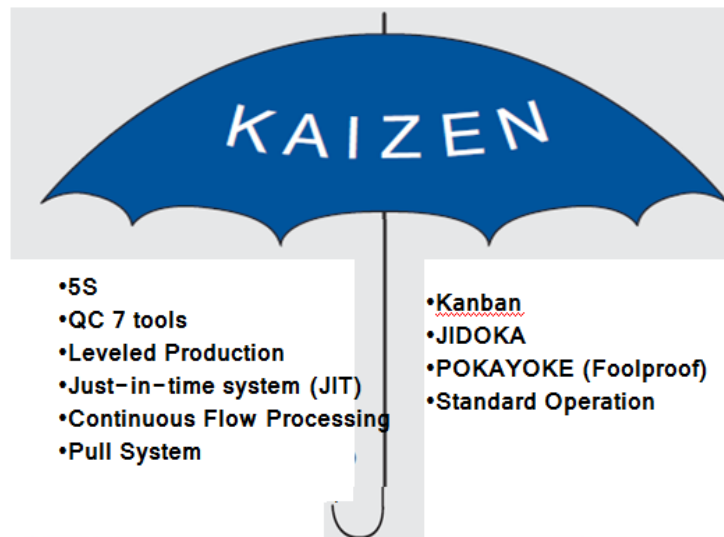 KAIZEN
•5S
•QC 7 tools
•Leveled Production
•Just-in-time system (JIT)
•Continuous Flow Processing
•Pull System
•Kanban
•JIDOKA
•POKAYOKE (Foolproof)
•Standard Operation